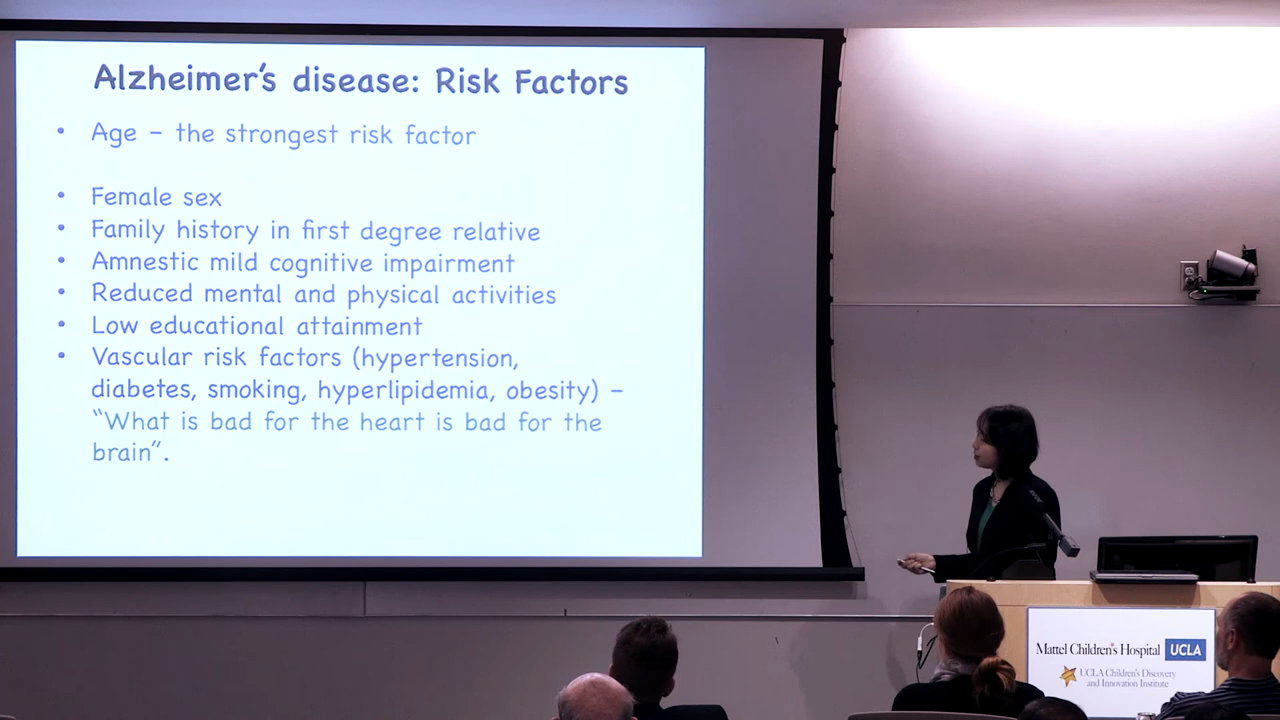 Alzheimer's disease: Risk Factors
• Age – the strongest risk factor
• Female sex
• Family history in first degree relative
• Amnestic mild cognitive impairment
• Reduced mental and physical activities
• Low educational attainment
• Vascular risk factors (hypertension,
diabetes, smoking, hyperlipidemia, obesity) –
“What is bad for the heart is bad for the
brain”.
Mattel Children's Hospital UCLA
UCLA Children's Discovery
and Innovation Institute